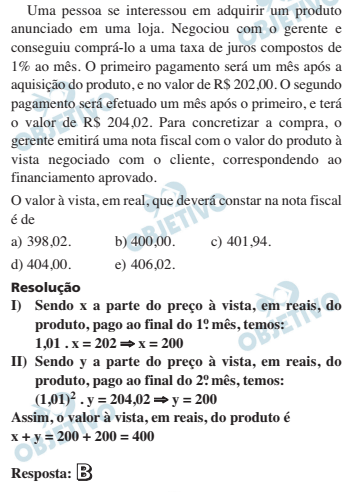 Uma pessoa se interessou em adquirir um produto
anunciado em uma loja. Negociou com o gerente e
conseguiu comprá-lo a uma taxa de juros compostos de
1% ao mês. O primeiro pagamento será um mês após a
aquisição do produto, e no valor de R$ 202,00. O segundo
pagamento será efetuado um mês após o primeiro, e terá
o valor de R$ 204,02. Para concretizar a compra, o
gerente emitirá uma nota fiscal com o valor do produto à
vista negociado com o cliente, correspondendo ao
financiamento aprovado.
O valor à vista, em real, que deverá constar na nota fiscal
é de
a) 398,02. b) 400,00. c) 401,94.
d) 404,00. e) 406,02.
Resolução
I) Sendo x a parte do preço à vista, em reais, do
produto, pago ao final do 1º mês, temos:
1,01 . x = 202 ⇒ x = 200
II) Sendo y a parte do preço à vista, em reais, do
produto, pago ao final do 2º mês, temos:
(1,01)² . y = 204,02 ⇒ y = 200
Assim, o valor à vista, em reais, do produto é
x + y = 200 + 200 = 400
Resposta: B
OBJETIVO
OBJETIVO
OBJETIVO
OBJETIVO
OBJETIVO